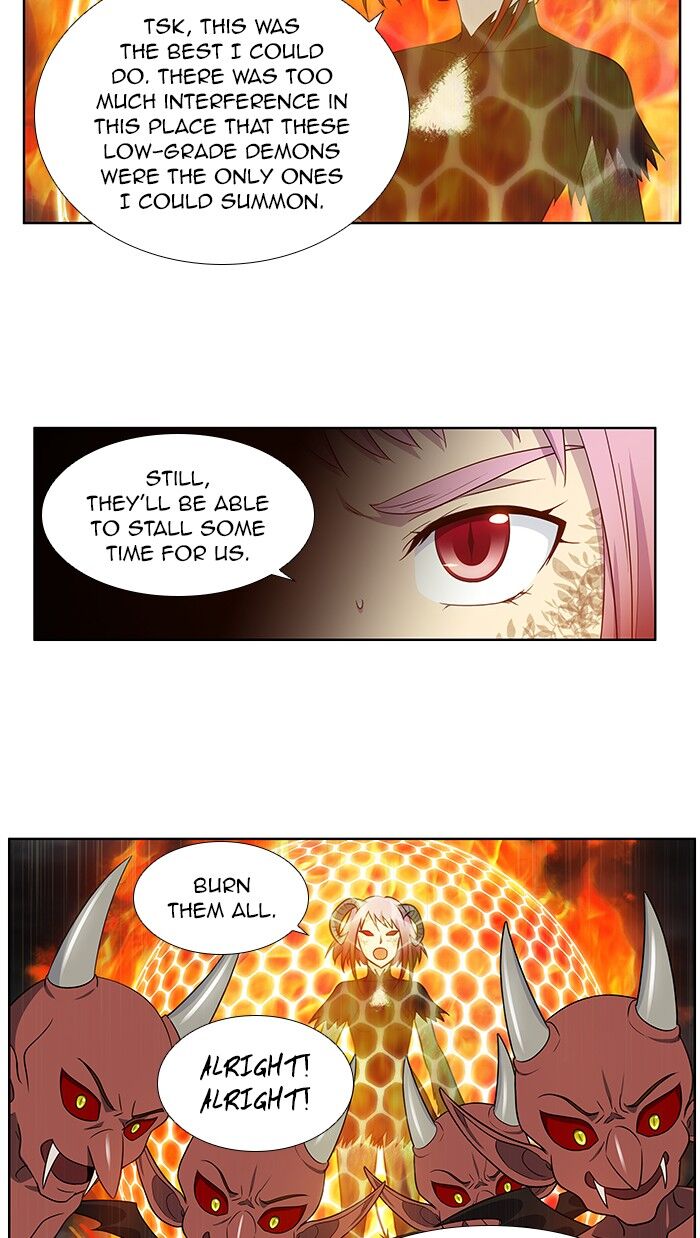 TSK, THIS WAS
THE BEST I COULD
DO. THERE WAS TOO
MUCH INTERFERENCE IN
THIS PLACE THAT THESE
LOW-GRADE DEMONS
WERE THE ONLY ONES
I COULD SUMMON.
STILL,
THEY'LL BE ABLE
TO STALL SOME
TIME FOR US.
BURN
THEM ALL.
ALRIGHT!
ALRIGHT!